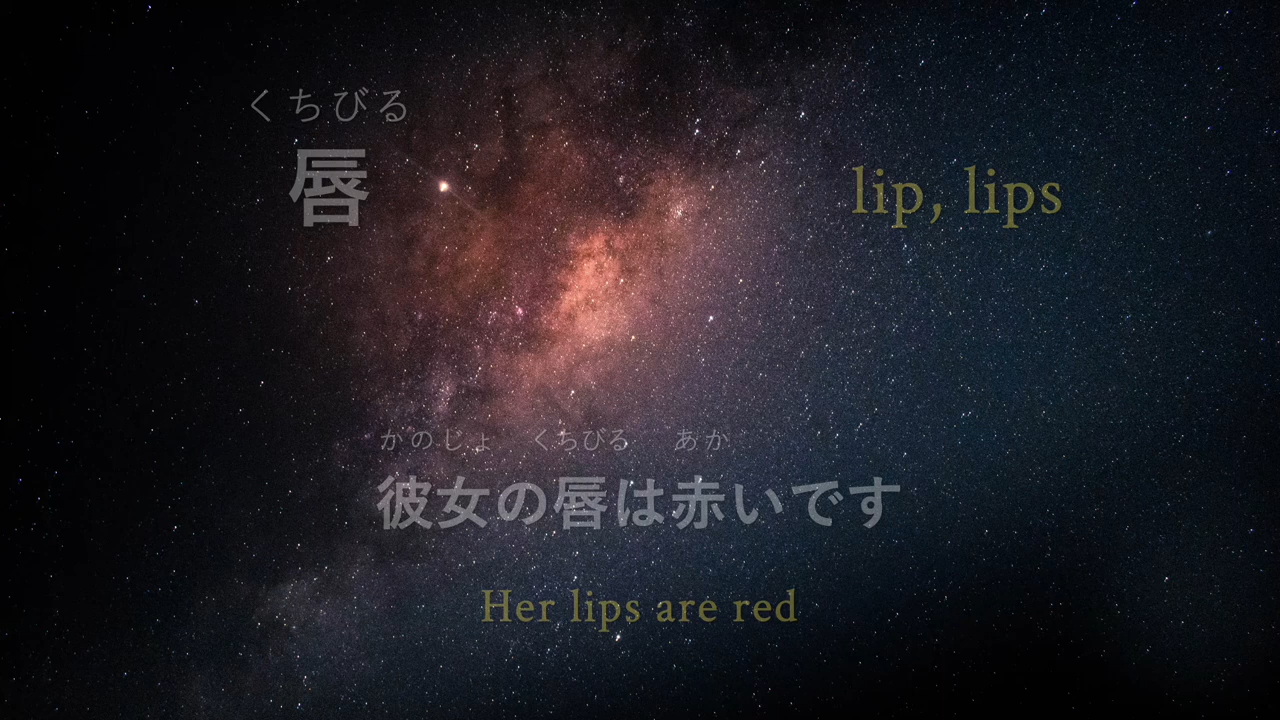 くちびる
唇
lip, lips
かのじょ くちびる あか
彼女の唇は赤いです
Her lips are red